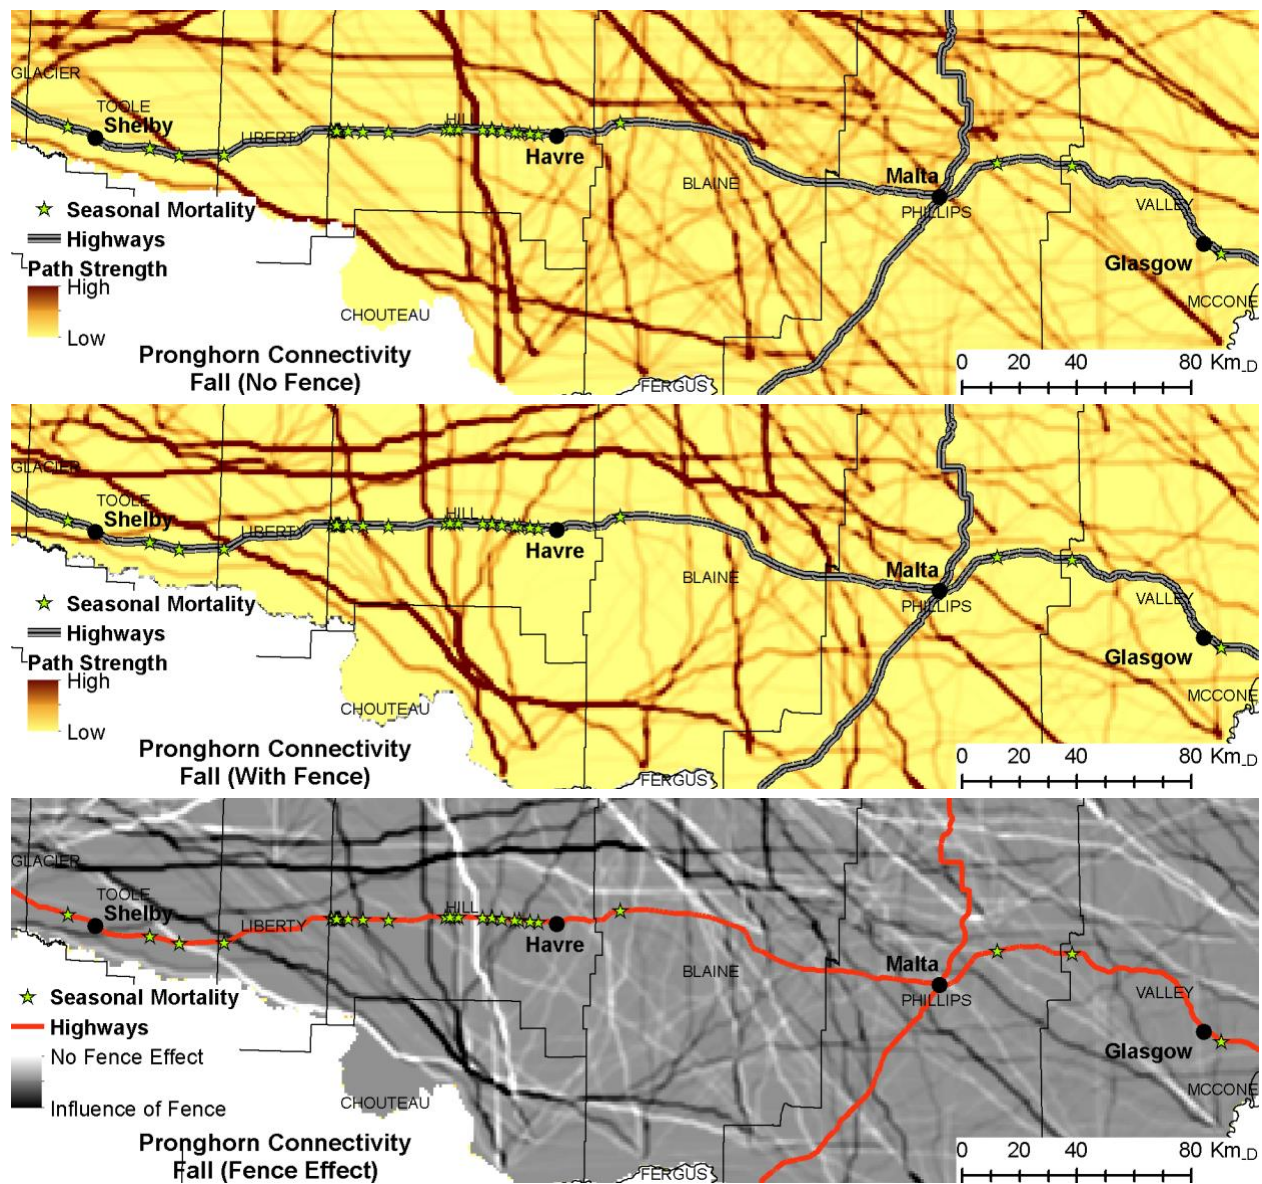 GLACIER
TOOLE
Shelby
LIBERTY
HILL
Havre
BLAINE
Malta
PHILLIPS
VALLEY
Glasgow
MCCONE
CHOUTEAU
FERGUS
Seasonal Mortality
Highways
Path Strength
High
Low
Pronghorn Connectivity
Fall (No Fence)
0 20 40 80 Km_D
GLACIER
TOOLE
Shelby
LIBERTY
HILL
Havre
BLAINE
Malta
PHILLIPS
VALLEY
Glasgow
MCCONE
CHOUTEAU
FERGUS
Seasonal Mortality
Highways
Path Strength
High
Low
Pronghorn Connectivity
Fall (With Fence)
0 20 40 80 Km_D
GLACIER
TOOLE
Shelby
LIBERTY
HILL
Havre
BLAINE
Malta
PHILLIPS
VALLEY
Glasgow
MCCONE
CHOUTEAU
FERGUS
Seasonal Mortality
Highways
No Fence Effect
Influence of Fence
Pronghorn Connectivity
Fall (Fence Effect)
0 20 40 80 Km_D